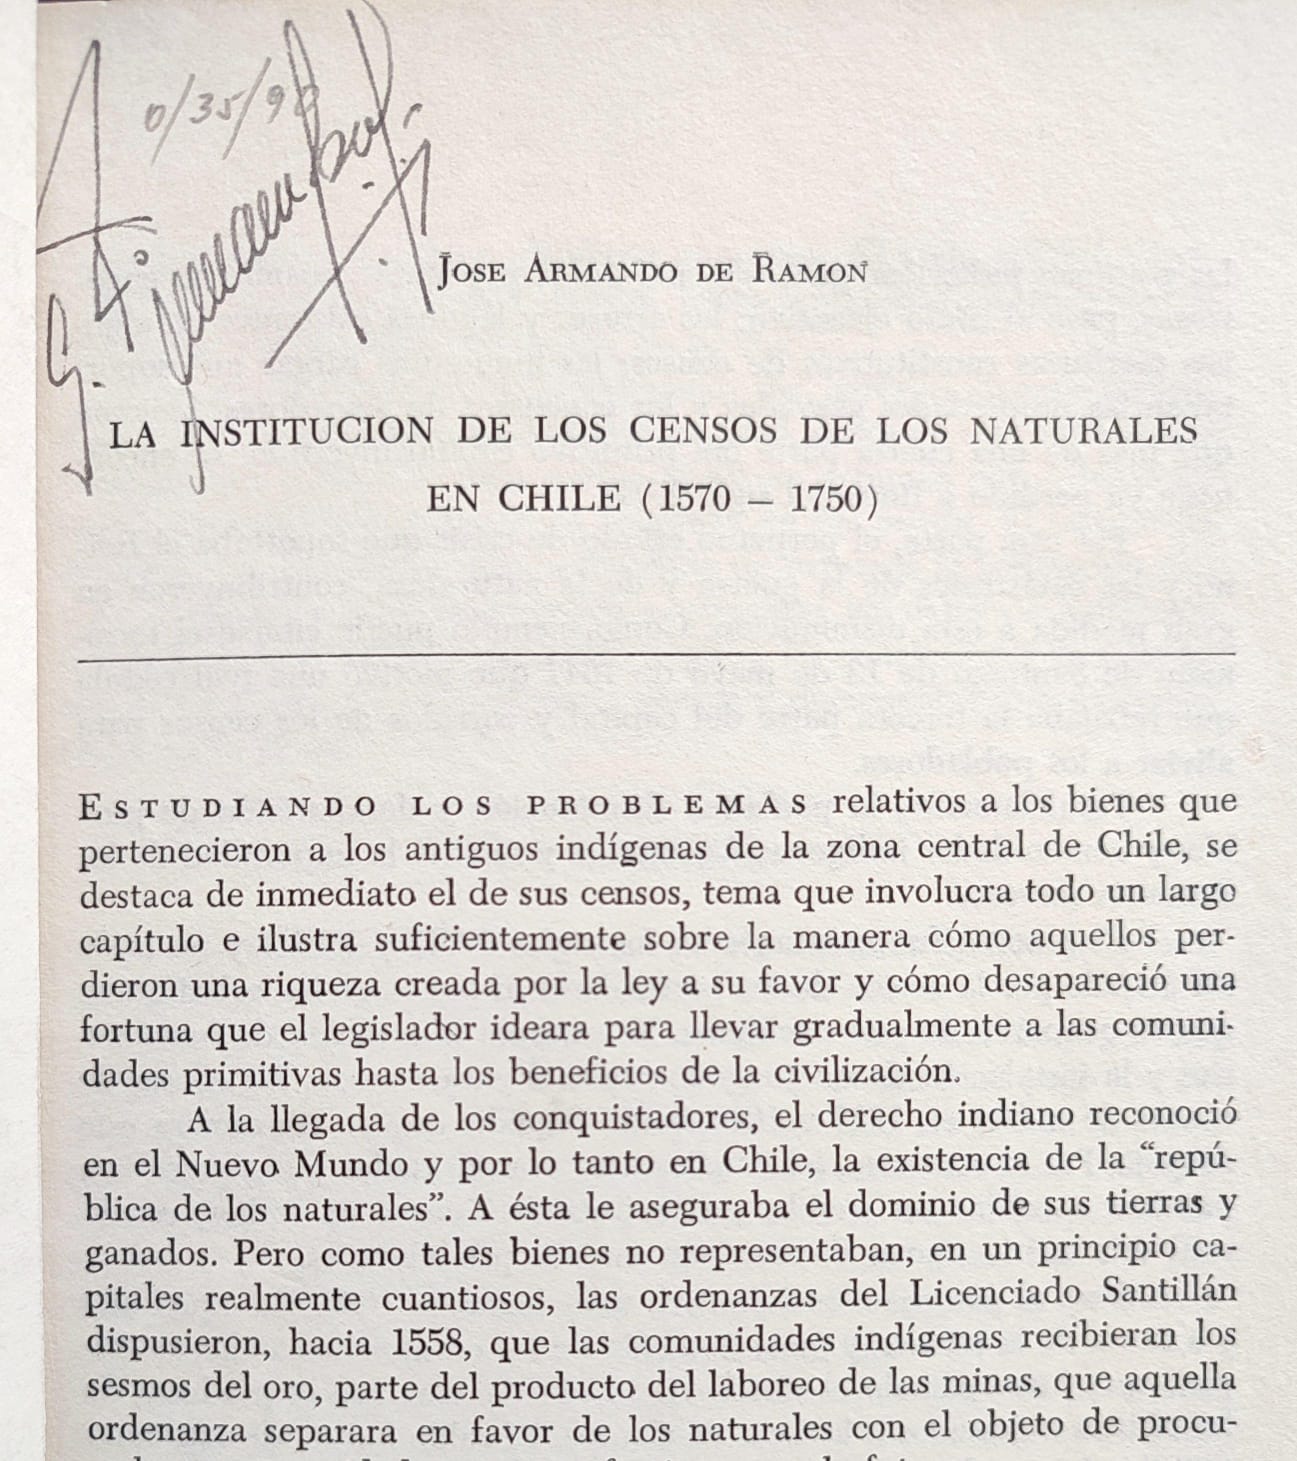 JOSE ARMANDO DE RAMON
LA INSTITUCION DE LOS CENSOS DE LOS NATURALES
EN CHILE (1570 – 1750)
ESTUDIANDO LOS PROBLEMAS relativos a los bienes que
pertenecieron a los antiguos indígenas de la zona central de Chile, se
destaca de inmediato el de sus censos, tema que involucra todo un largo
capítulo e ilustra suficientemente sobre la manera cómo aquellos per-
dieron una riqueza creada por la ley a su favor y cómo desapareció una
fortuna que el legislador ideara para llevar gradualmente a las comuni-
dades primitivas hasta los beneficios de la civilización.
A la llegada de los conquistadores, el derecho indiano reconoció
en el Nuevo Mundo y por lo tanto en Chile, la existencia de la “repú-
blica de los naturales”. A ésta le aseguraba el dominio de sus tierras y
ganados. Pero como tales bienes no representaban, en un principio ca-
pitales realmente cuantiosos, las ordenanzas del Licenciado Santillán
dispusieron, hacia 1558, que las comunidades indígenas recibieran los
sesmos del oro, parte del producto del laboreo de las minas, que aquella
ordenanza separara en favor de los naturales con el objeto de procu-